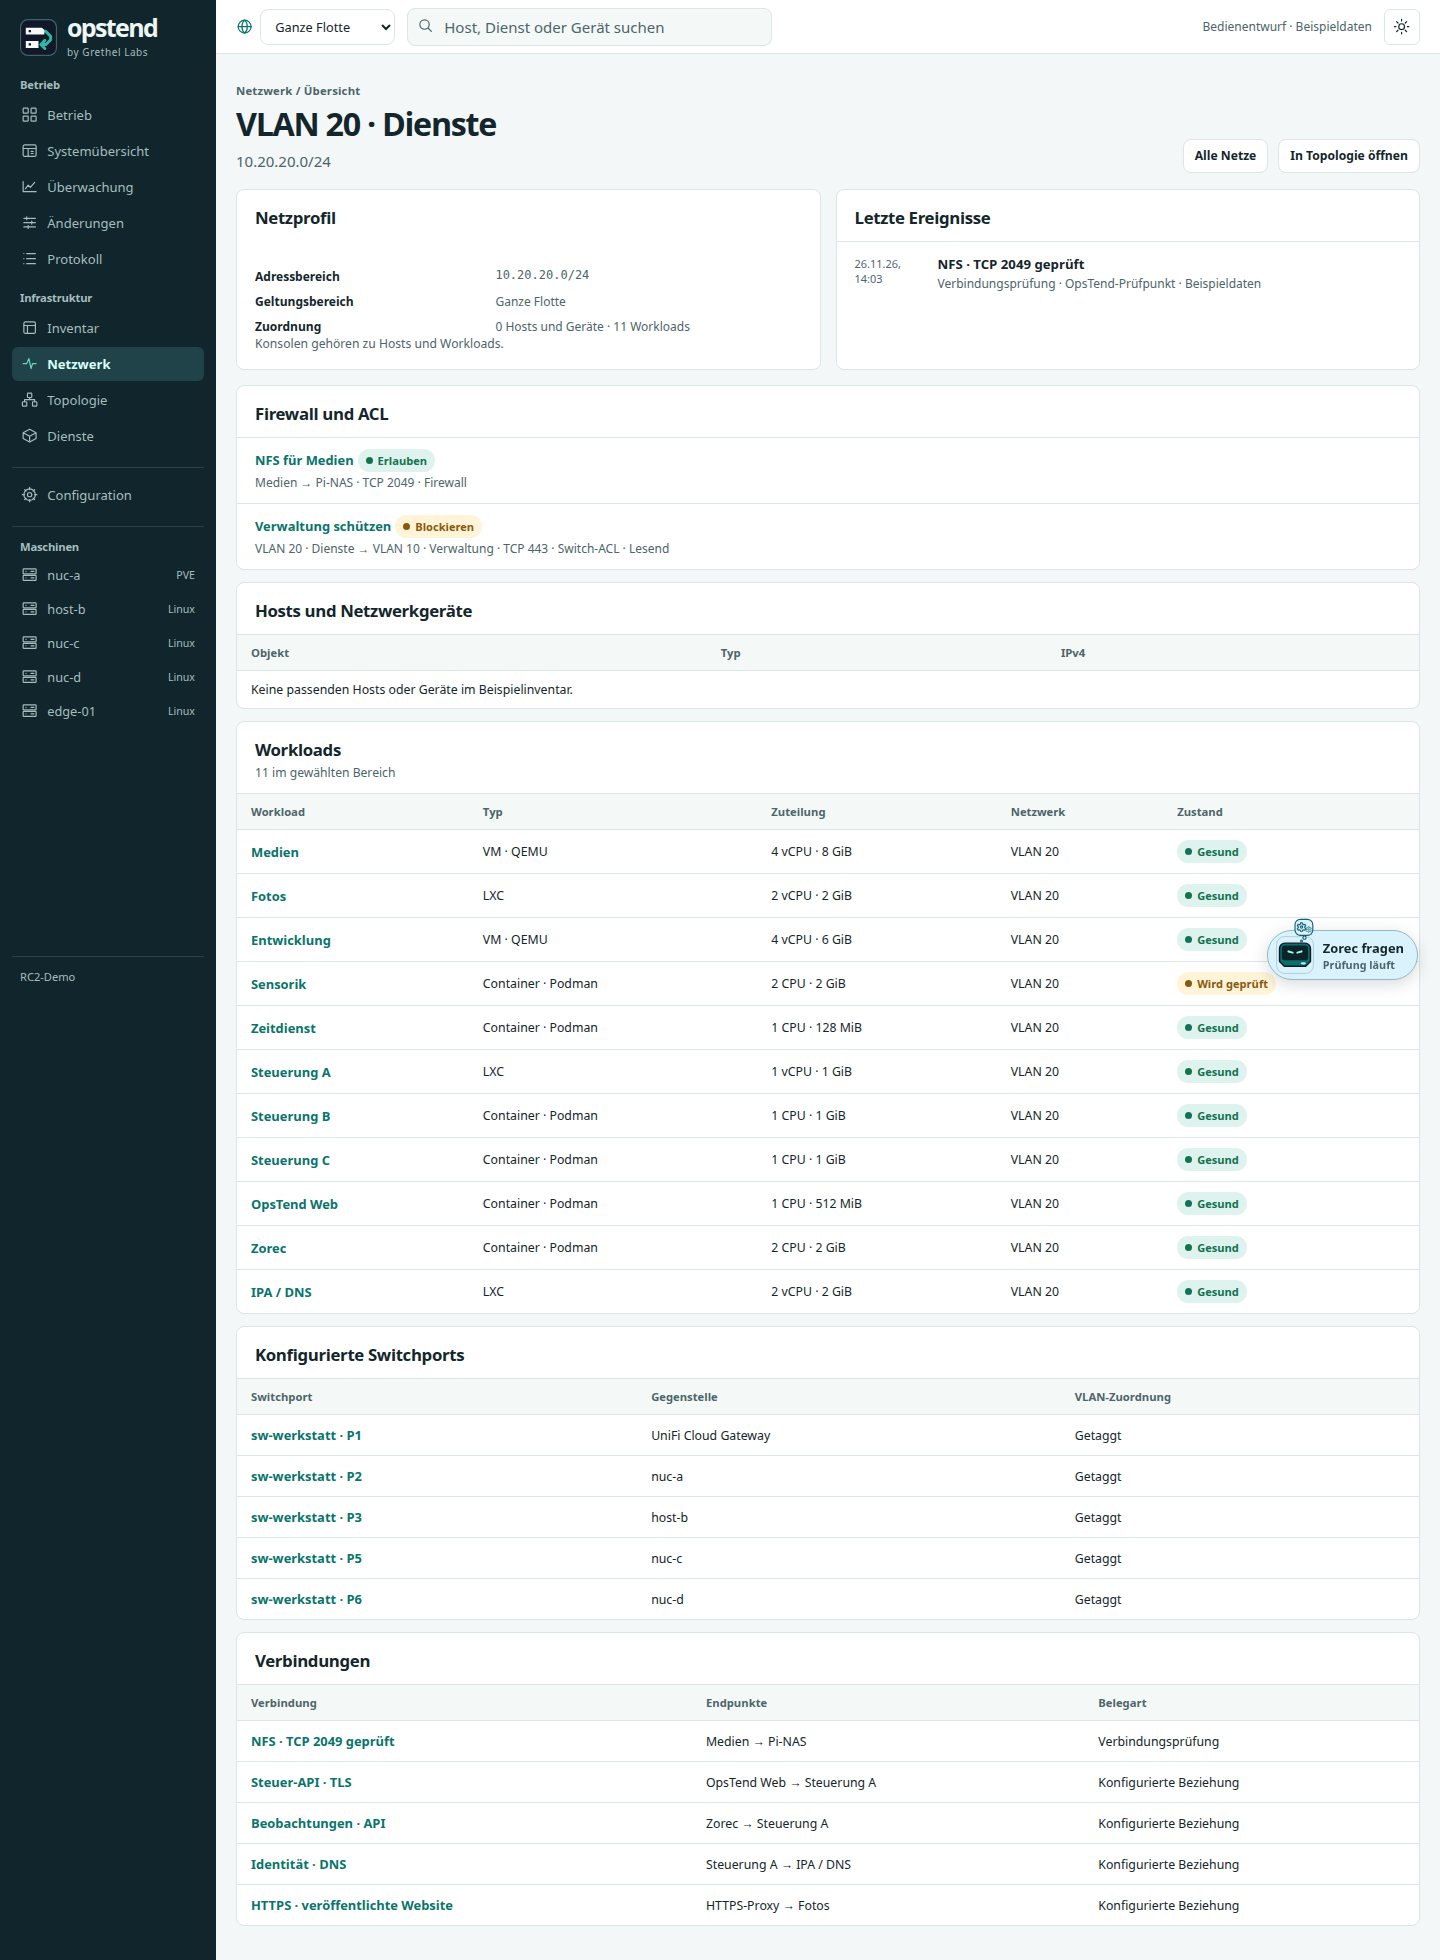 opstend
by Grethel Labs
Betrieb
Betrieb
Systemübersicht
Überwachung
Änderungen
Protokoll
Infrastruktur
Inventar
Netzwerk
Topologie
Dienste
Configuration
Maschinen
nuc-a PVE
host-b Linux
nuc-c Linux
nuc-d Linux
edge-01 Linux
RC2-Demo
Ganze Flotte
Host, Dienst oder Gerät suchen
Bedienentwurf · Beispieldaten
Netzwerk / Übersicht
VLAN 20 · Dienste
10.20.20.0/24
Alle Netze
In Topologie öffnen
Netzprofil
Adressbereich 10.20.20.0/24
Geltungsbereich Ganze Flotte
Zuordnung 0 Hosts und Geräte · 11 Workloads
Konsolen gehören zu Hosts und Workloads.
Letzte Ereignisse
26.11.26, 14:03
NFS · TCP 2049 geprüft
Verbindungsprüfung · OpsTend-Prüfpunkt · Beispieldaten
Firewall und ACL
NFS für Medien Erlauben
Medien → Pi-NAS · TCP 2049 · Firewall
Verwaltung schützen Blockieren
VLAN 20 · Dienste → VLAN 10 · Verwaltung · TCP 443 · Switch-ACL · Lesend
Hosts und Netzwerkgeräte
Objekt Typ IPv4
Keine passenden Hosts oder Geräte im Beispielinventar.
Workloads
11 im gewählten Bereich
Workload Typ Zuteilung Netzwerk Zustand
Medien VM · QEMU 4 vCPU · 8 GiB VLAN 20 Gesund
Fotos LXC 2 vCPU · 2 GiB VLAN 20 Gesund
Entwicklung VM · QEMU 4 vCPU · 6 GiB VLAN 20 Gesund
Sensorik Container · Podman 2 CPU · 2 GiB VLAN 20 Wird geprüft
Zeitdienst Container · Podman 1 CPU · 128 MiB VLAN 20 Gesund
Steuerung A LXC 1 vCPU · 1 GiB VLAN 20 Gesund
Steuerung B Container · Podman 1 CPU · 1 GiB VLAN 20 Gesund
Steuerung C Container · Podman 1 CPU · 1 GiB VLAN 20 Gesund
OpsTend Web Container · Podman 1 CPU · 512 MiB VLAN 20 Gesund
Zorec Container · Podman 2 CPU · 2 GiB VLAN 20 Gesund
IPA / DNS LXC 2 vCPU · 2 GiB VLAN 20 Gesund
Zorec fragen
Prüfung läuft
Konfigurierte Switchports
Switchport Gegenstelle VLAN-Zuordnung
sw-werkstatt · P1 UniFi Cloud Gateway Getaggt
sw-werkstatt · P2 nuc-a Getaggt
sw-werkstatt · P3 host-b Getaggt
sw-werkstatt · P5 nuc-c Getaggt
sw-werkstatt · P6 nuc-d Getaggt
Verbindungen
Verbindung Endpunkte Belegart
NFS · TCP 2049 geprüft Medien → Pi-NAS Verbindungsprüfung
Steuer-API · TLS OpsTend Web → Steuerung A Konfigurierte Beziehung
Beobachtungen · API Zorec → Steuerung A Konfigurierte Beziehung
Identität · DNS Steuerung A → IPA / DNS Konfigurierte Beziehung
HTTPS · veröffentlichte Website HTTPS-Proxy → Fotos Konfigurierte Beziehung